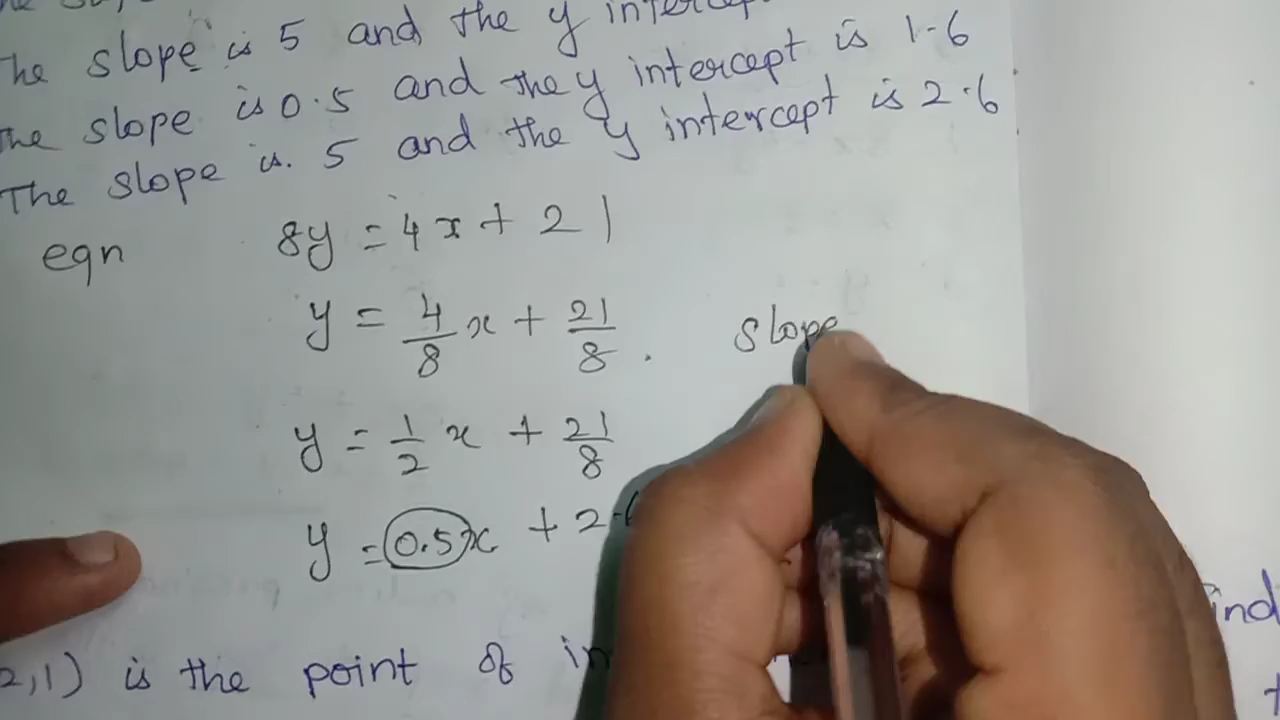 The slope is 5 and the y intercept
The slope is 0.5 and the y intercept is 1.6
The slope is. 5 and the y intercept is 2.6
eqn 8y = 4x + 21
y = 4/8 x + 21/8 . slope
y = 1/2 x + 21/8
y = 0.5x + 2.6
2,1) is the point of in ind